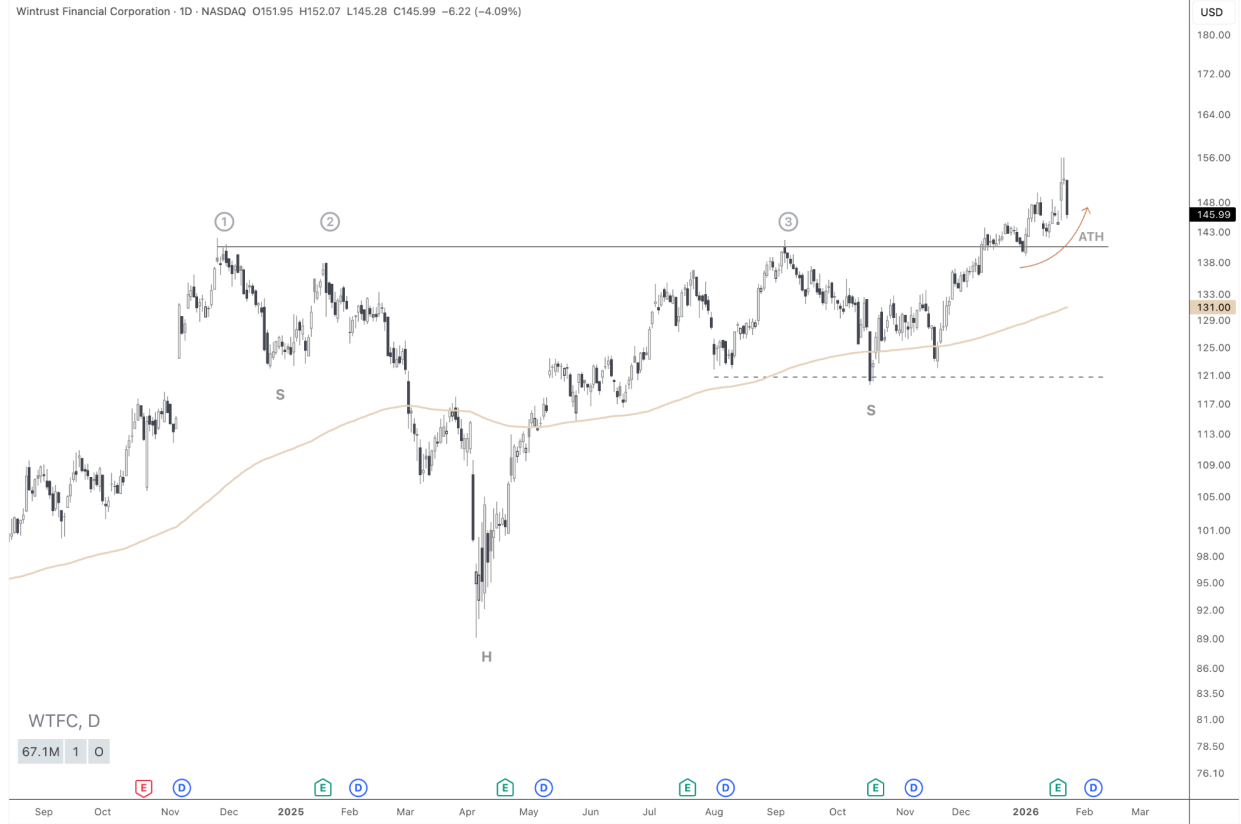 Wintrust Financial Corporation · 1D · NASDAQ O151.95 H152.07 L145.28 C145.99 −6.22 (−4.09%)
USD
180.00
172.00
164.00
156.00
148.00
145.99
143.00
138.00
133.00
131.00
129.00
125.00
121.00
117.00
113.00
109.00
105.00
101.00
98.00
95.00
92.00
89.00
86.00
83.50
81.00
78.50
76.10
1 2 3
ATH
S
S
H
WTFC, D
67.1M 1 O
E D E D E D E D E D E D
Sep Oct Nov Dec 2025 Feb Mar Apr May Jun Jul Aug Sep Oct Nov Dec 2026 Feb Mar